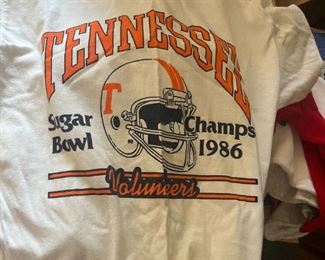 TENNESSEE
T
Sugar Champs
Bowl 1986
Volunteers